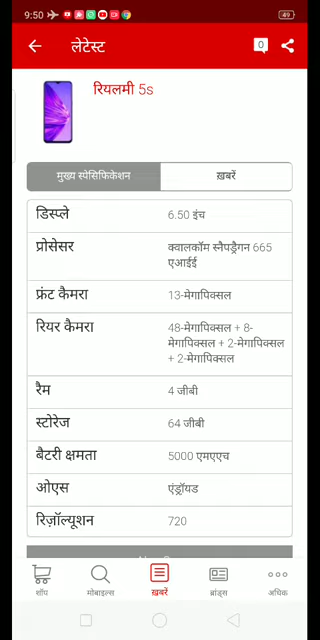 9:50
49
लेटेस्ट
0
रियलमी 5s
मुख्य स्पेसिफिकेशन
ख़बरें
डिस्प्ले
6.50 इंच
प्रोसेसर
क्वालकॉम स्नैपड्रैगन 665
एआईई
फ्रंट कैमरा
13-मेगापिक्सल
रियर कैमरा
48-मेगापिक्सल + 8-
मेगापिक्सल + 2-मेगापिक्सल
+ 2-मेगापिक्सल
रैम
4 जीबी
स्टोरेज
64 जीबी
बैटरी क्षमता
5000 एमएएच
ओएस
एंड्रॉयड
रिज़ॉल्यूशन
720
शॉप
मोबाइल्स
ख़बरें
ब्रांड्स
अधिक